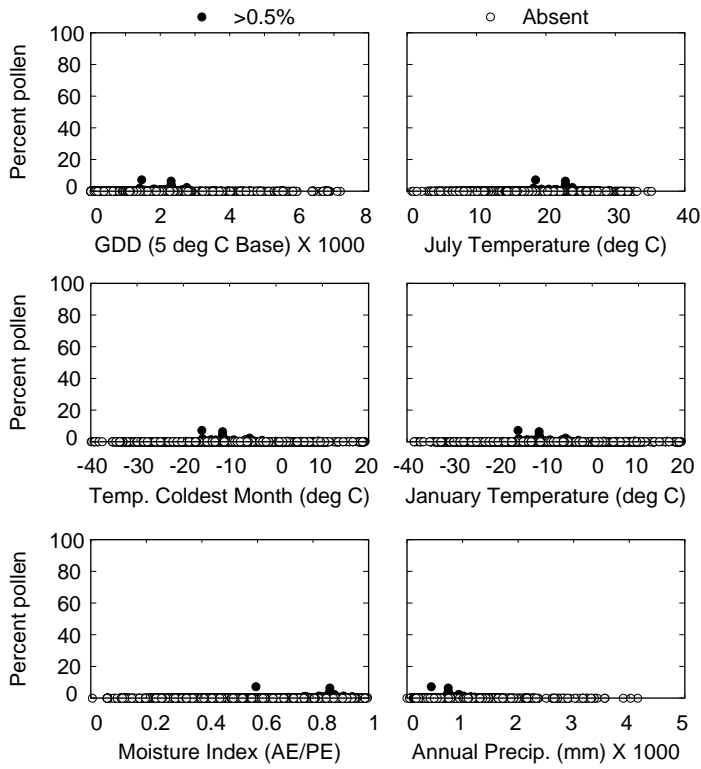 >0.5% Absent
100
80
60
40
20
0
Percent pollen
0 2 4 6 8
GDD (5 deg C Base) X 1000
0 10 20 30 40
July Temperature (deg C)
100
80
60
40
20
0
Percent pollen
-40 -30 -20 -10 0 10 20
Temp. Coldest Month (deg C)
-40 -30 -20 -10 0 10 20
January Temperature (deg C)
100
80
60
40
20
0
Percent pollen
0 0.2 0.4 0.6 0.8 1
Moisture Index (AE/PE)
0 1 2 3 4 5
Annual Precip. (mm) X 1000